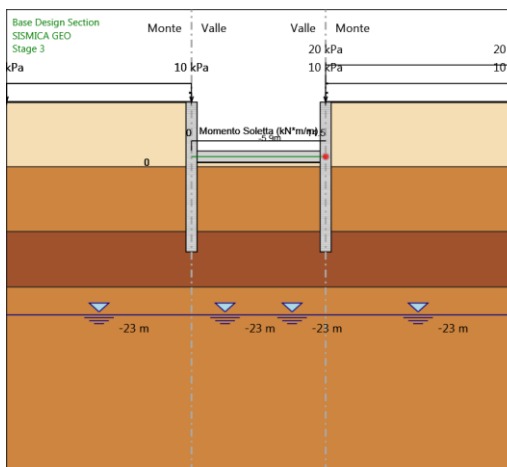 Base Design Section
SISMICA GEO
Stage 3
Monte
Valle
Valle
Monte
20 kPa
20
kPa
10 kPa
10 kPa
10
0
Momento Soletta (kN*m/m)
-5.9m
0
-23 m
-23 m
-23 m
-23 m